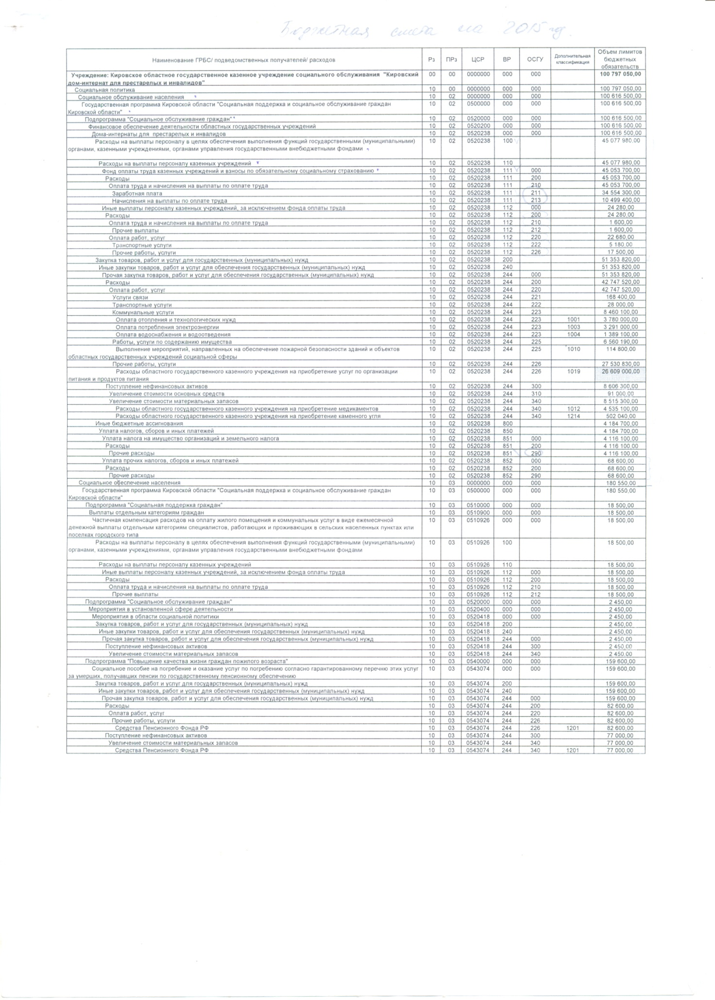 Бюджетная смета на 2015 год.
Наименование ГРБС/ подведомственных получателей/ расходов Рз ПРз ЦСР ВР ОСГУ Дополнительная классификация Объем лимитов бюджетных обязательств
Учреждение: Кировское областное государственное казенное учреждение социального обслуживания "Кировский 00 00 0000000 000 000 100 797 050,00
дом-интернат для престарелых и инвалидов"
Социальная политика 10 00 0000000 000 000 100 797 050,00
Социальное обслуживание населения 10 02 0000000 000 000 100 616 500,00
Государственная программа Кировской области "Социальная поддержка и социальное обслуживание граждан 10 02 0500000 000 000 100 616 500,00
Кировской области"
Подпрограмма "Социальное обслуживание граждан" 10 02 0520000 000 000 100 616 500,00
Финансовое обеспечение деятельности областных государственных учреждений 10 02 0520200 000 000 100 616 500,00
Дома-интернаты для престарелых и инвалидов 10 02 0520238 000 000 100 616 500,00
Расходы на выплаты персоналу в целях обеспечения выполнения функций государственными (муниципальными) 10 02 0520238 100 45 077 980,00
органами, казенными учреждениями, органами управления государственными внебюджетными фондами
Расходы на выплаты персоналу казенных учреждений 10 02 0520238 110 45 077 980,00
Фонд оплаты труда казенных учреждений и взносы по обязательному социальному страхованию 10 02 0520238 111 000 45 053 700,00
Расходы 10 02 0520238 111 200 45 053 700,00
Оплата труда и начисления на выплаты по оплате труда 10 02 0520238 111 210 45 053 700,00
Заработная плата 10 02 0520238 111 211 34 554 300,00
Начисления на выплаты по оплате труда 10 02 0520238 111 213 10 499 400,00
Иные выплаты персоналу казенных учреждений, за исключением фонда оплаты труда 10 02 0520238 112 000 24 280,00
Расходы 10 02 0520238 112 200 24 280,00
Оплата труда и начисления на выплаты по оплате труда 10 02 0520238 112 210 1 600,00
Прочие выплаты 10 02 0520238 112 212 1 600,00
Оплата работ, услуг 10 02 0520238 112 220 22 680,00
Транспортные услуги 10 02 0520238 112 222 5 180,00
Прочие работы, услуги 10 02 0520238 112 226 17 500,00
Закупка товаров, работ и услуг для государственных (муниципальных) нужд 10 02 0520238 200 51 353 820,00
Иные закупки товаров, работ и услуг для обеспечения государственных (муниципальных) нужд 10 02 0520238 240 51 353 820,00
Прочая закупка товаров, работ и услуг для обеспечения государственных (муниципальных) нужд 10 02 0520238 244 000 51 353 820,00
Расходы 10 02 0520238 244 200 42 747 520,00
Оплата работ, услуг 10 02 0520238 244 220 42 747 520,00
Услуги связи 10 02 0520238 244 221 168 400,00
Транспортные услуги 10 02 0520238 244 222 28 000,00
Коммунальные услуги 10 02 0520238 244 223 8 460 100,00
Оплата отопления и технологических нужд 10 02 0520238 244 223 1001 3 780 000,00
Оплата потребления электроэнергии 10 02 0520238 244 223 1003 3 291 000,00
Оплата водоснабжения и водоотведения 10 02 0520238 244 223 1004 1 389 100,00
Работы, услуги по содержанию имущества 10 02 0520238 244 225 6 560 190,00
Выполнение мероприятий, направленных на обеспечение пожарной безопасности зданий и объектов 10 02 0520238 244 225 1010 114 800,00
областных государственных учреждений социальной сферы
Прочие работы, услуги 10 02 0520238 244 226 27 530 830,00
Расходы областного государственного казенного учреждения на приобретение услуг по организации 10 02 0520238 244 226 1019 26 609 000,00
питания и продуктов питания
Поступление нефинансовых активов 10 02 0520238 244 300 8 606 300,00
Увеличение стоимости основных средств 10 02 0520238 244 310 91 000,00
Увеличение стоимости материальных запасов 10 02 0520238 244 340 8 515 300,00
Расходы областного государственного казенного учреждения на приобретение медикаментов 10 02 0520238 244 340 1012 4 535 100,00
Расходы областного государственного казенного учреждения на приобретение каменного угля 10 02 0520238 244 340 1214 502 040,00
Иные бюджетные ассигнования 10 02 0520238 800 4 184 700,00
Уплата налогов, сборов и иных платежей 10 02 0520238 850 4 184 700,00
Уплата налога на имущество организаций и земельного налога 10 02 0520238 851 000 4 116 100,00
Расходы 10 02 0520238 851 200 4 116 100,00
Прочие расходы 10 02 0520238 851 290 4 116 100,00
Уплата прочих налогов, сборов и иных платежей 10 02 0520238 852 000 68 600,00
Расходы 10 02 0520238 852 200 68 600,00
Прочие расходы 10 02 0520238 852 290 68 600,00
Социальное обеспечение населения 10 03 0000000 000 000 180 550,00
Государственная программа Кировской области "Социальная поддержка и социальное обслуживание граждан 10 03 0500000 000 000 180 550,00
Кировской области"
Подпрограмма "Социальная поддержка граждан" 10 03 0510000 000 000 18 500,00
Выплаты отдельным категориям граждан 10 03 0510900 000 000 18 500,00
Частичная компенсация расходов на оплату жилого помещения и коммунальных услуг в виде ежемесячной 10 03 0510926 000 000 18 500,00
денежной выплаты отдельным категориям специалистов, работающих и проживающих в сельских населенных пунктах или
поселках городского типа
Расходы на выплаты персоналу в целях обеспечения выполнения функций государственными (муниципальными) 10 03 0510926 100 18 500,00
органами, казенными учреждениями, органами управления государственными внебюджетными фондами
Расходы на выплаты персоналу казенных учреждений 10 03 0510926 110 18 500,00
Иные выплаты персоналу казенных учреждений, за исключением фонда оплаты труда 10 03 0510926 112 000 18 500,00
Расходы 10 03 0510926 112 200 18 500,00
Оплата труда и начисления на выплаты по оплате труда 10 03 0510926 112 210 18 500,00
Прочие выплаты 10 03 0510926 112 212 18 500,00
Подпрограмма "Социальное обслуживание граждан" 10 03 0520000 000 000 2 450,00
Мероприятия в установленной сфере деятельности 10 03 0520400 000 000 2 450,00
Мероприятия в области социальной политики 10 03 0520418 000 000 2 450,00
Закупка товаров, работ и услуг для государственных (муниципальных) нужд 10 03 0520418 200 2 450,00
Иные закупки товаров, работ и услуг для обеспечения государственных (муниципальных) нужд 10 03 0520418 240 2 450,00
Прочая закупка товаров, работ и услуг для обеспечения государственных (муниципальных) нужд 10 03 0520418 244 000 2 450,00
Поступление нефинансовых активов 10 03 0520418 244 300 2 450,00
Увеличение стоимости материальных запасов 10 03 0520418 244 340 2 450,00
Подпрограмма "Повышение качества жизни граждан пожилого возраста" 10 03 0540000 000 000 159 600,00
Социальное пособие на погребение и оказание услуг по погребению согласно гарантированному перечню этих услуг 10 03 0543074 000 000 159 600,00
за умерших, получавших пенсии по государственному пенсионному обеспечению
Закупка товаров, работ и услуг для государственных (муниципальных) нужд 10 03 0543074 200 159 600,00
Иные закупки товаров, работ и услуг для обеспечения государственных (муниципальных) нужд 10 03 0543074 240 159 600,00
Прочая закупка товаров, работ и услуг для обеспечения государственных (муниципальных) нужд 10 03 0543074 244 000 159 600,00
Расходы 10 03 0543074 244 200 82 600,00
Оплата работ, услуг 10 03 0543074 244 220 82 600,00
Прочие работы, услуги 10 03 0543074 244 226 82 600,00
Средства Пенсионного Фонда РФ 10 03 0543074 244 226 1201 82 600,00
Поступление нефинансовых активов 10 03 0543074 244 300 77 000,00
Увеличение стоимости материальных запасов 10 03 0543074 244 340 77 000,00
Средства Пенсионного Фонда РФ 10 03 0543074 244 340 1201 77 000,00